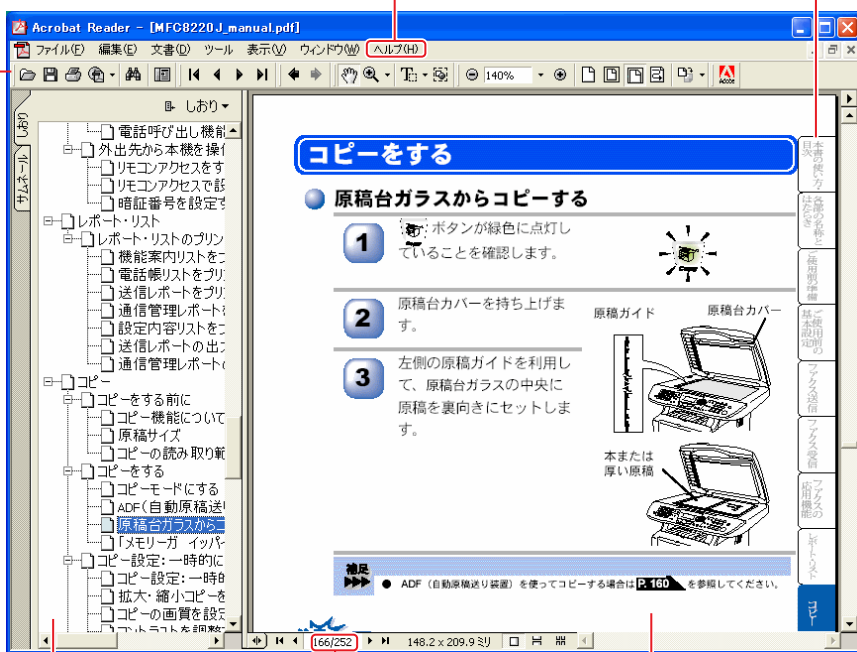 Acrobat Reader - [MFC8220J_manual.pdf]
ファイル(F) 編集(E) 文書(D) ツール 表示(V) ウィンドウ(W) ヘルプ(H)
140%
Adobe
しおり
しおり
サムネール
電話呼び出し機能
外出先から本機を操作
リモコンアクセスをす
リモコンアクセスで設
暗証番号を設定す
レポート・リスト
レポート・リストのプリン
機能案内リストをプ
電話帳リストをプリ
送信レポートをプリ
通信管理レポートを
設定内容リストをプ
送信レポートの出力
通信管理レポートの
コピー
コピーをする前に
コピー機能について
原稿サイズ
コピーの読み取り範
コピーをする
コピーモードにする
ADF(自動原稿送り
原稿台ガラスからコ
「メモリーガ イッパイ
コピー設定:一時的に
コピー設定:一時的
拡大・縮小コピーを
コピーの画質を設定
コントラストを調整
コピーをする
原稿台ガラスからコピーする
1
ボタンが緑色に点灯し
ていることを確認します。
2
原稿台カバーを持ち上げま
す。
3
左側の原稿ガイドを利用し
て、原稿台ガラスの中央に
原稿を裏向きにセットしま
す。
原稿ガイド
原稿台カバー
本または
厚い原稿
補足
● ADF(自動原稿送り装置)を使ってコピーする場合は P.160 を参照してください。
本書の使い方・
目次
各部の名称と
はたらき
ご使用前の準備
ご使用前の
基本設定
ファクス送信
ファクス受信
ファクスの
応用機能
レポート・リスト
コピー
166/252
148.2 x 209.9 ミリ